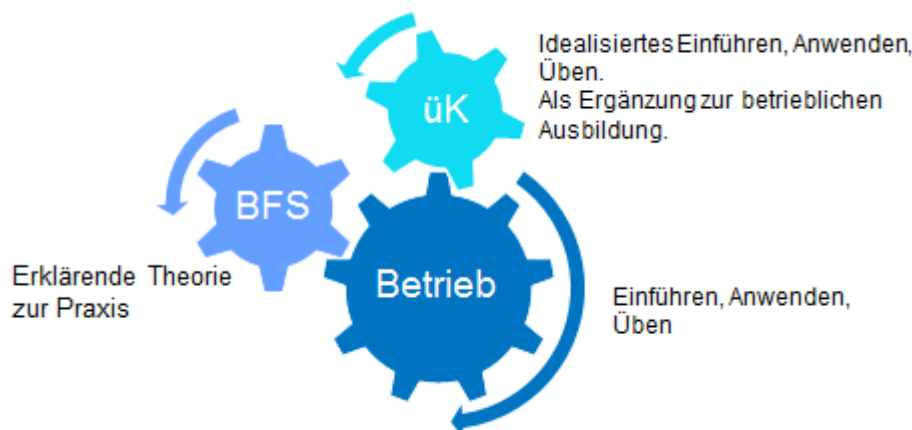 Idealisiertes Einführen, Anwenden,
Üben.
Als Ergänzung zur betrieblichen
Ausbildung.
üK
BFS
Erklärende Theorie
zur Praxis
Betrieb
Einführen, Anwenden,
Üben